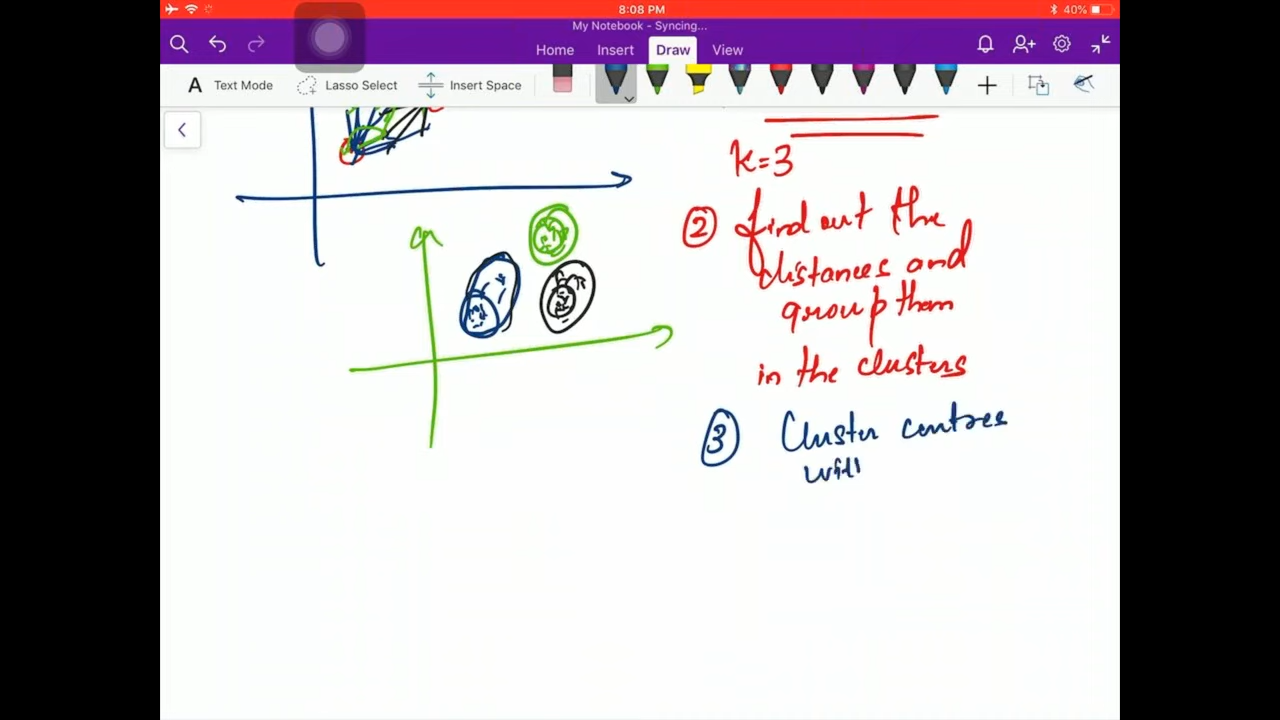 8:08 PM
40%
My Notebook - Syncing...
Home Insert Draw View
A Text Mode Lasso Select Insert Space
K=3
② find out the
distances and
group them
in the clusters
③ Cluster centres
will